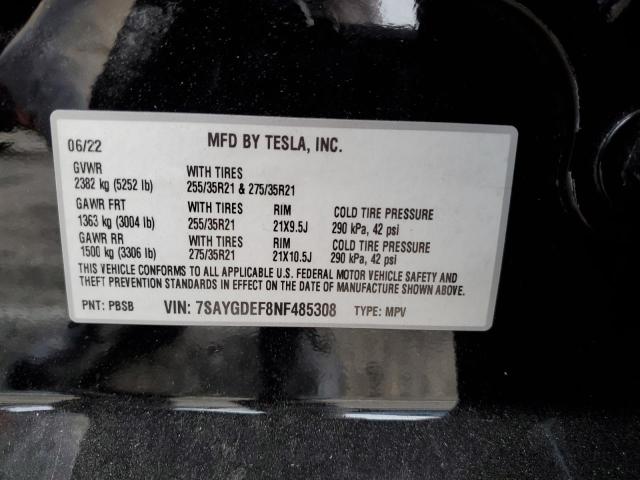 06/22 MFD BY TESLA, INC.
GVWR WITH TIRES
2382 kg (5252 lb) 255/35R21 & 275/35R21
GAWR FRT WITH TIRES RIM COLD TIRE PRESSURE
1363 kg (3004 lb) 255/35R21 21X9.5J 290 kPa, 42 psi
GAWR RR WITH TIRES RIM COLD TIRE PRESSURE
1500 kg (3306 lb) 275/35R21 21X10.5J 290 kPa, 42 psi
THIS VEHICLE CONFORMS TO ALL APPLICABLE U.S. FEDERAL MOTOR VEHICLE SAFETY AND
THEFT PREVENTION STANDARDS IN EFFECT ON THE DATE OF MANUFACTURE SHOWN ABOVE.
PNT: PBSB VIN: 7SAYGDEF8NF485308 TYPE: MPV